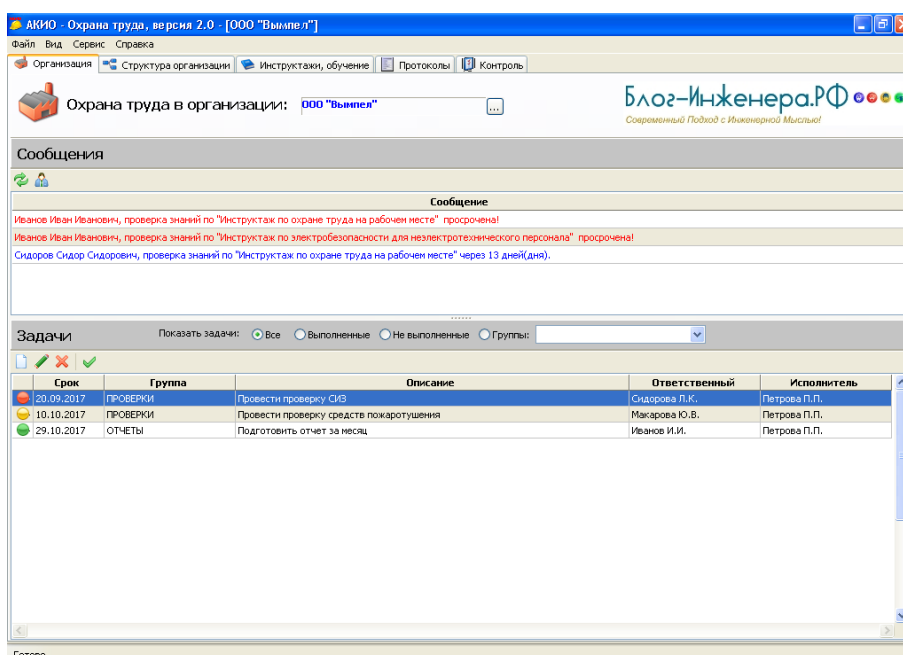 АКИО - Охрана труда, версия 2.0 - [ООО "Вымпел"]
Файл Вид Сервис Справка
Организация Структура организации Инструктажи, обучение Протоколы Контроль
Охрана труда в организации: ООО "Вымпел" ...
Блог-Инженера.РФ
Современный Подход с Инженерной Мыслью!
Сообщения
Сообщение
Иванов Иван Иванович, проверка знаний по "Инструктаж по охране труда на рабочем месте" просрочена!
Иванов Иван Иванович, проверка знаний по "Инструктаж по электробезопасности для неэлектротехнического персонала" просрочена!
Сидоров Сидор Сидорович, проверка знаний по "Инструктаж по охране труда на рабочем месте" через 13 дней(дня).
Задачи Показать задачи: Все Выполненные Не выполненные Группы:
Срок Группа Описание Ответственный Исполнитель
20.09.2017 ПРОВЕРКИ Провести проверку СИЗ Сидорова Л.К. Петрова П.П.
10.10.2017 ПРОВЕРКИ Провести проверку средств пожаротушения Макарова Ю.В. Петрова П.П.
29.10.2017 ОТЧЕТЫ Подготовить отчет за месяц Иванов И.И. Петрова П.П.
Готово